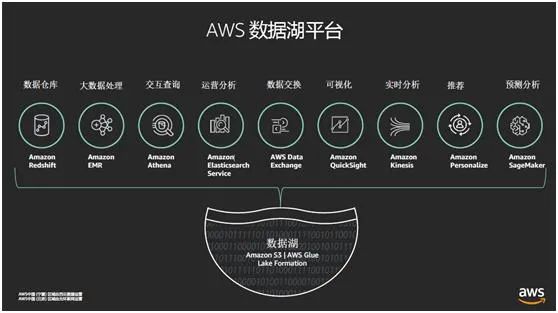 AWS 数据湖平台
数据仓库
大数据处理
交互查询
运营分析
数据交换
可视化
实时分析
推荐
预测分析
Amazon
Redshift
Amazon
EMR
Amazon
Athena
Amazon
Elasticsearch
Service
AWS Data
Exchange
Amazon
QuickSight
Amazon
Kinesis
Amazon
Personalize
Amazon
SageMaker
数据湖
Amazon S3 | AWS Glue
Lake Formation
AWS中国 (宁夏) 区域由西云数据运营
AWS中国 (北京) 区域由光环新网运营
aws